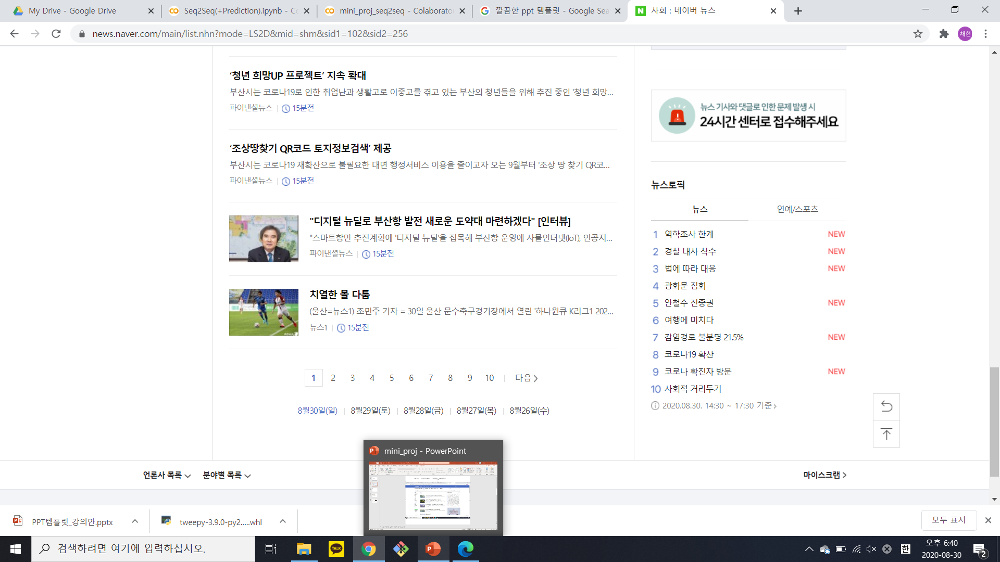 My Drive - Google Drive
Seq2Seq(+Prediction).ipynb - Co
mini_proj_seq2seq - Colaborato
깔끔한 ppt 템플릿 - Google Sea
사회 : 네이버 뉴스
news.naver.com/main/list.nhn?mode=LS2D&mid=shm&sid1=102&sid2=256
채현
‘청년 희망UP 프로젝트’ 지속 확대
부산시는 코로나19로 인한 취업난과 생활고로 이중고를 겪고 있는 부산의 청년들을 위해 추진 중인 '청년 희망...
파이낸셜뉴스 15분전
‘조상땅찾기 QR코드 토지정보검색’ 제공
부산시는 코로나19 재확산으로 불필요한 대면 행정서비스 이용을 줄이고자 오는 9월부터 '조상 땅 찾기 QR코...
파이낸셜뉴스 15분전
"디지털 뉴딜로 부산항 발전 새로운 도약대 마련하겠다" [인터뷰]
"스마트항만 추진계획에 '디지털 뉴딜'을 접목해 부산항 운영에 사물인터넷(IoT), 인공지...
파이낸셜뉴스 15분전
치열한 볼 다툼
(울산=뉴스1) 조민주 기자 = 30일 울산 문수축구경기장에서 열린 '하나원큐 K리그1 202...
뉴스1 15분전
1 2 3 4 5 6 7 8 9 10 다음
8월30일(일) 8월29일(토) 8월28일(금) 8월27일(목) 8월26일(수)
뉴스 기사와 댓글로 인한 문제 발생 시
24시간 센터로 접수해주세요
뉴스토픽
뉴스 연예/스포츠
1 역학조사 한계 NEW
2 경찰 내사 착수 NEW
3 법에 따라 대응 NEW
4 광화문 집회
5 안철수 진중권 NEW
6 여행에 미치다
7 감염경로 불분명 21.5% NEW
8 코로나19 확산
9 코로나 확진자 방문 NEW
10 사회적 거리두기
2020.08.30. 14:30 ~ 17:30 기준
mini_proj - PowerPoint
언론사 목록 분야별 목록 마이스크랩
PPT템플릿_강의안.pptx
tweepy-3.9.0-py2.....whl
모두 표시
검색하려면 여기에 입력하십시오.
TALK
한
오후 6:40
2020-08-30
2